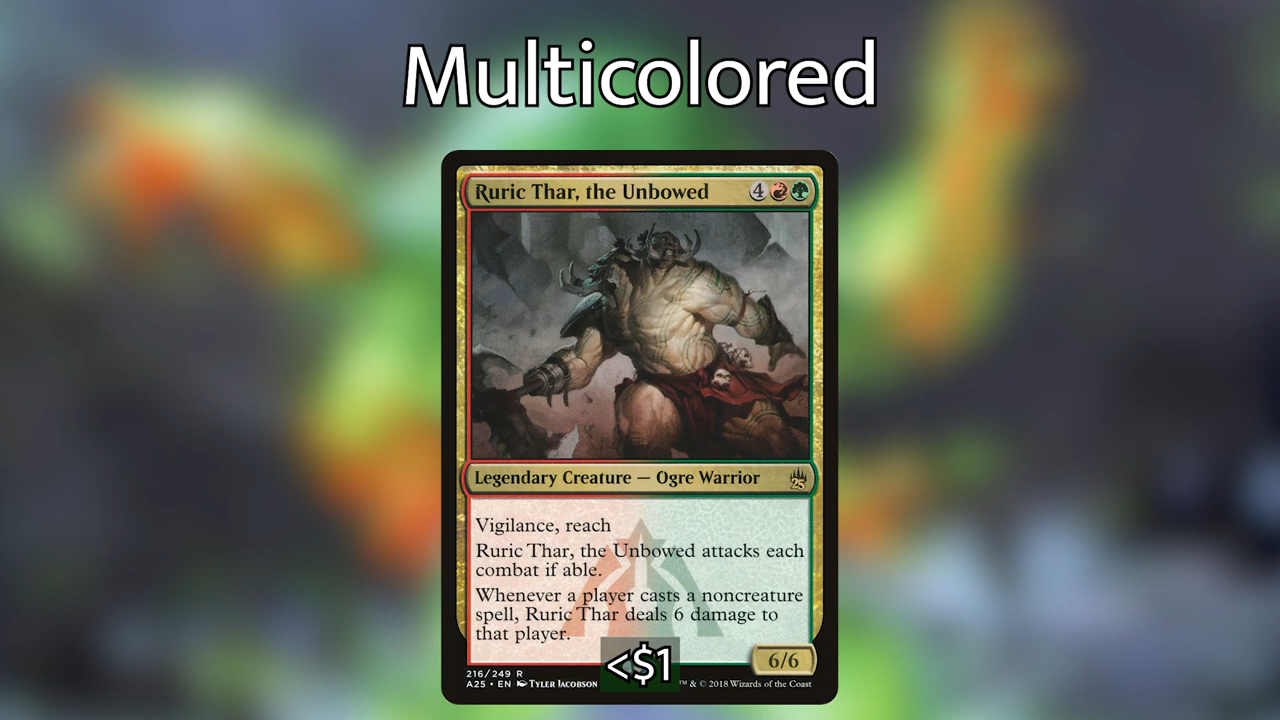 Multicolored
Ruric Thar, the Unbowed 4
Legendary Creature — Ogre Warrior
25
Vigilance, reach
Ruric Thar, the Unbowed attacks each
combat if able.
Whenever a player casts a noncreature
spell, Ruric Thar deals 6 damage to
that player.
<$1
6/6
216/249 R
A25 • EN Tyler Jacobson ™ & © 2018 Wizards of the Coast